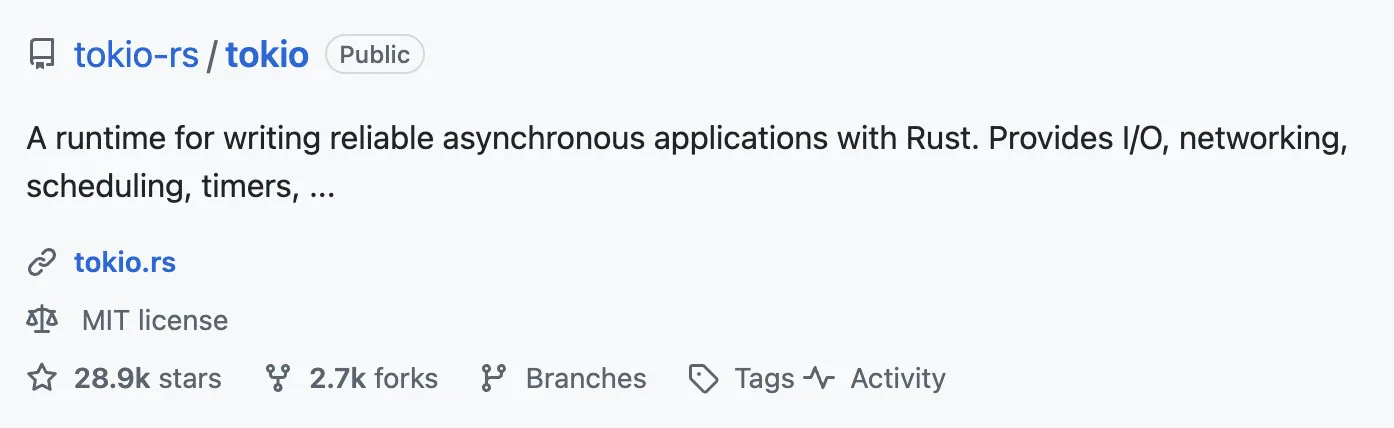 tokio-rs / tokio Public
A runtime for writing reliable asynchronous applications with Rust. Provides I/O, networking,
scheduling, timers, ...
tokio.rs
MIT license
28.9k stars 2.7k forks Branches Tags Activity